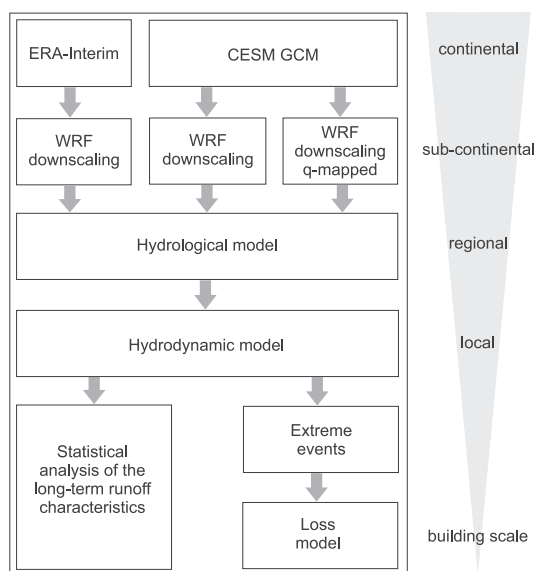 ERA-Interim
CESM GCM
continental
WRF
downscaling
WRF
downscaling
WRF
downscaling
q-mapped
sub-continental
Hydrological model
regional
Hydrodynamic model
local
Statistical
analysis of the
long-term runoff
characteristics
Extreme
events
Loss
model
building scale